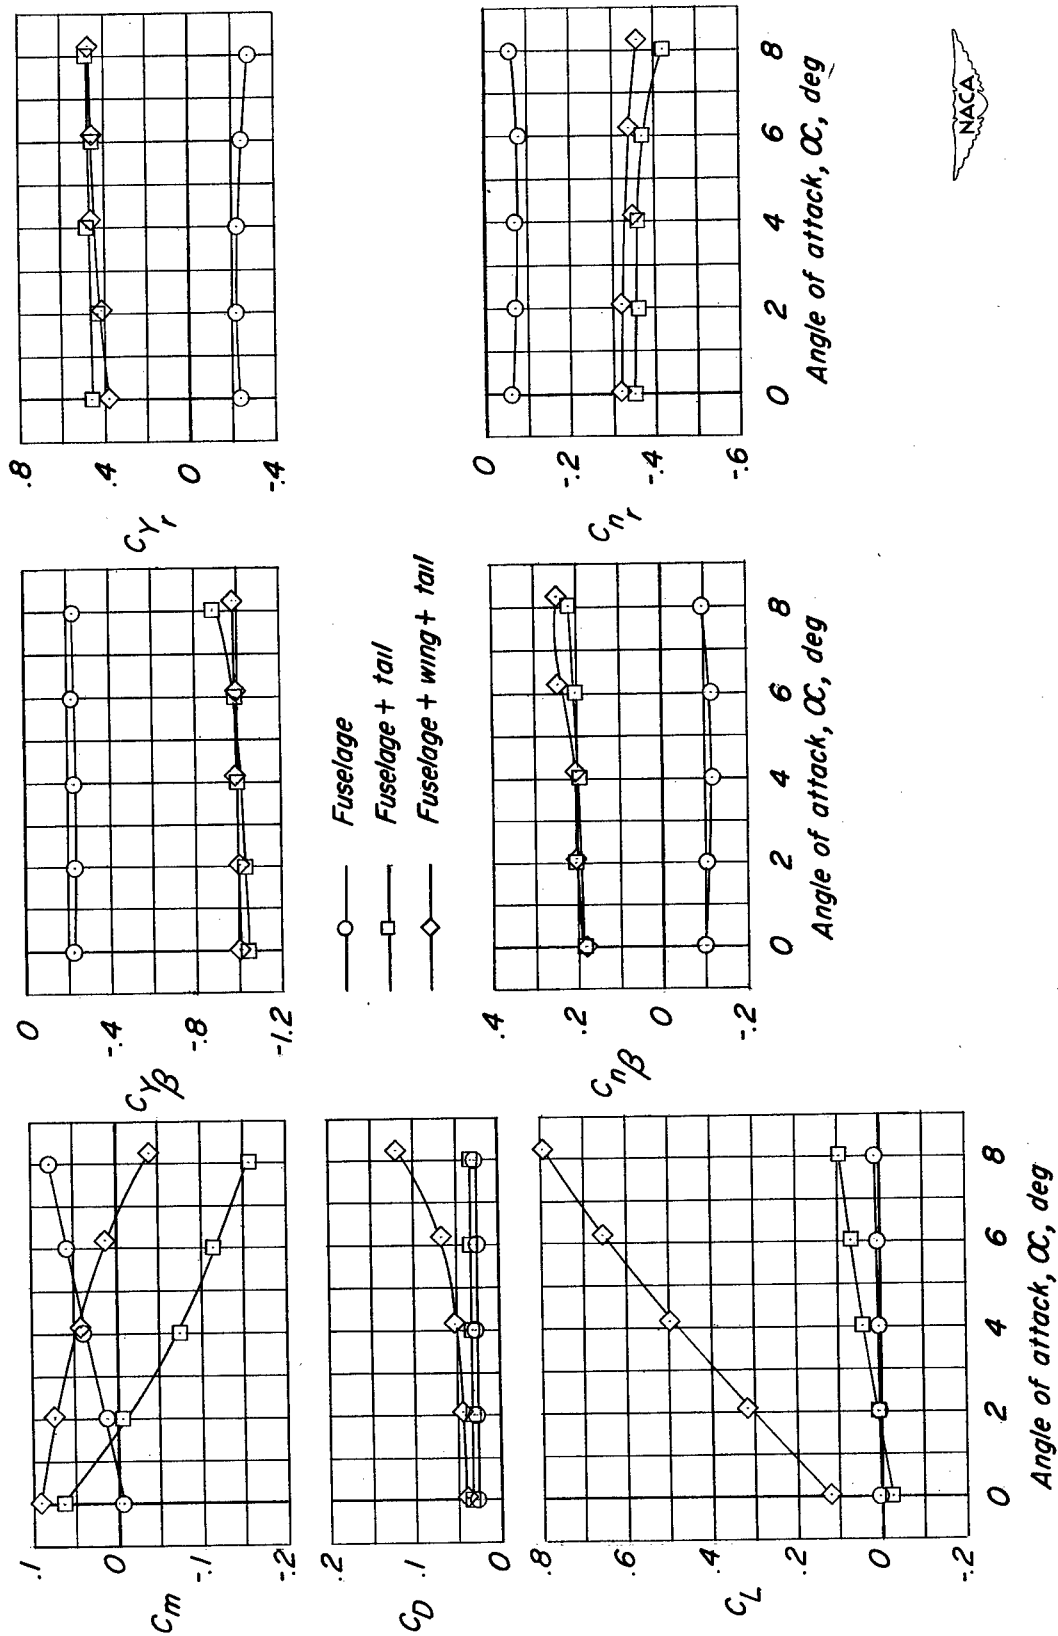 .1
0
-.1
-.2
Cm
.2
.1
0
CD
.8
.6
.4
.2
0
-.2
CL
0 2 4 6 8
Angle of attack, α, deg
0
-.4
-.8
-1.2
CYβ
Fuselage
Fuselage + tail
Fuselage + wing + tail
.4
.2
0
-.2
Cnβ
0 2 4 6 8
Angle of attack, α, deg
.8
.4
0
-.4
CYr
0
-.2
-.4
-.6
Cnr
0 2 4 6 8
Angle of attack, α, deg
NACA